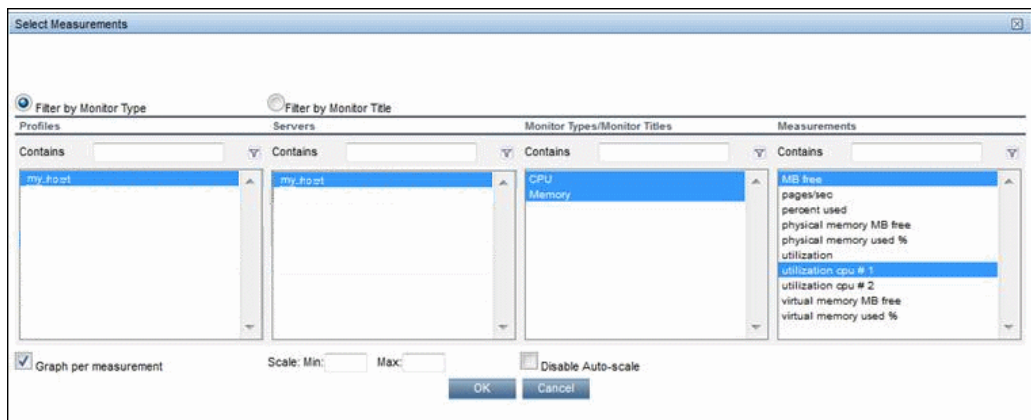 Select Measurements
Filter by Monitor Type
Filter by Monitor Title
Profiles
Servers
Monitor Types/Monitor Titles
Measurements
Contains
Contains
Contains
Contains
my_host
my_host
CPU
Memory
MB free
pages/sec
percent used
physical memory MB free
physical memory used %
utilization
utilization cpu # 1
utilization cpu # 2
virtual memory MB free
virtual memory used %
Graph per measurement
Scale: Min:
Max:
Disable Auto-scale
OK
Cancel